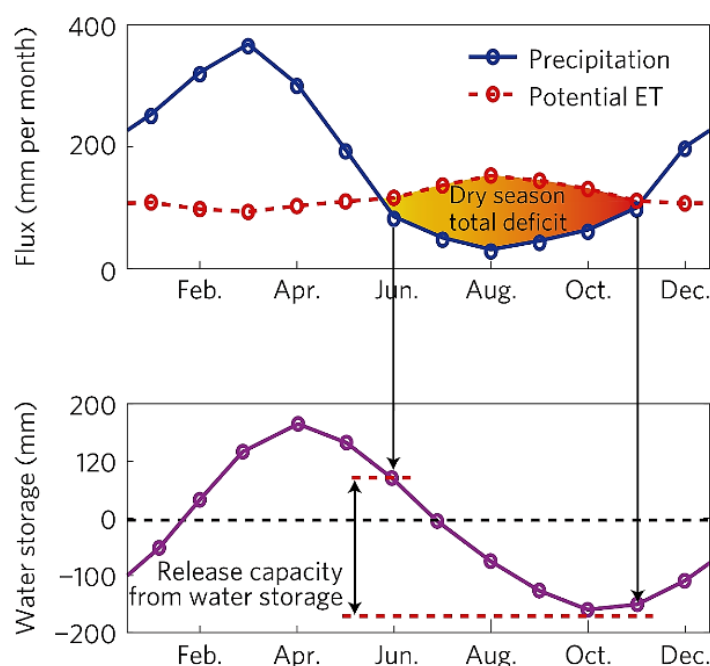 400
Precipitation
Potential ET
200
Flux (mm per month)
Dry season
total deficit
0
Feb. Apr. Jun. Aug. Oct. Dec.
200
120
0
Water storage (mm)
Release capacity
from water storage
−100
−200
Feb. Apr. Jun. Aug. Oct. Dec.